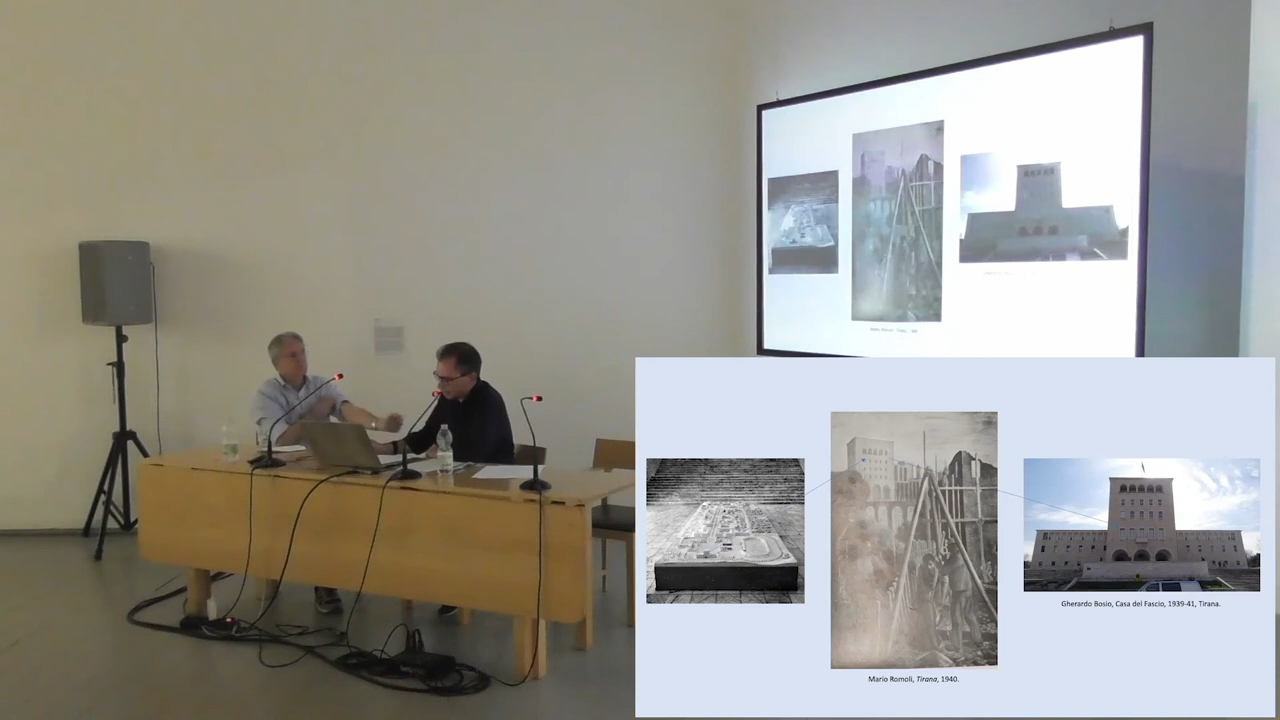 Gherardo Bosio, Casa del Fascio, 1939-41, Tirana.
Mario Romoli, Tirana, 1940.